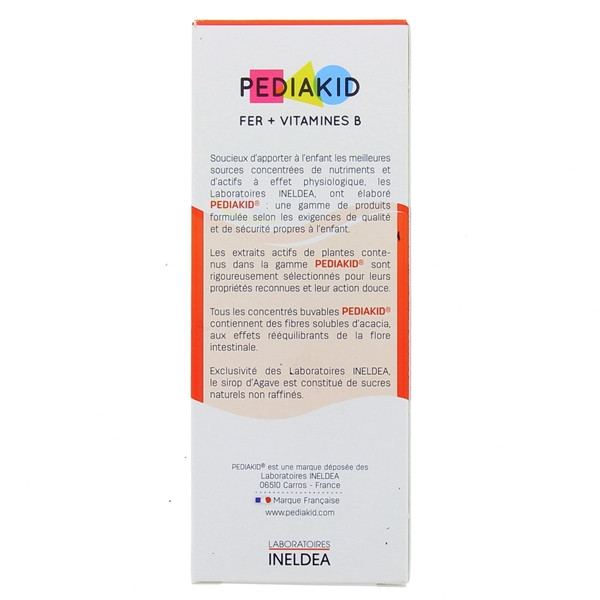 PEDIAKID
FER + VITAMINES B
Soucieux d'apporter à l'enfant les meilleures
sources concentrées de nutriments et
d'actifs à effet physiologique, les
Laboratoires INELDEA, ont élaboré
PEDIAKID® : une gamme de produits
formulée selon les exigences de qualité
et de sécurité propres à l'enfant.
Les extraits actifs de plantes conte-
nus dans la gamme PEDIAKID® sont
rigoureusement sélectionnés pour leurs
propriétés reconnues et leur action douce.
Tous les concentrés buvables PEDIAKID®
contiennent des fibres solubles d'acacia,
aux effets rééquilibrants de la flore
intestinale.
Exclusivité des Laboratoires INELDEA,
le sirop d'Agave est constitué de sucres
naturels non raffinés.
PEDIAKID® est une marque déposée des
Laboratoires INELDEA
06510 Carros - France
Marque Française
www.pediakid.com
LABORATOIRES
INELDEA